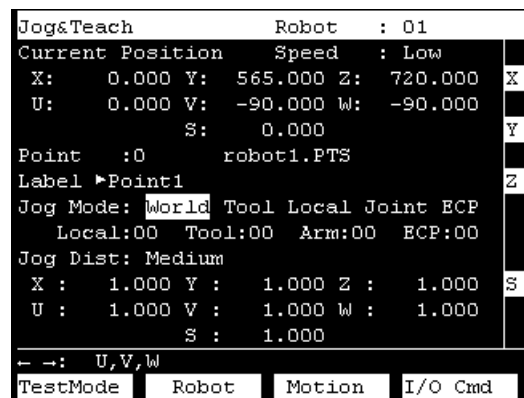 Jog&Teach Robot : 01
Current Position Speed : Low
X: 0.000 Y: 565.000 Z: 720.000 X
U: 0.000 V: -90.000 W: -90.000
S: 0.000 Y
Point :0 robot1.PTS
Label ▶Point1 Z
Jog Mode: World Tool Local Joint ECP
Local:00 Tool:00 Arm:00 ECP:00
Jog Dist: Medium
X : 1.000 Y : 1.000 Z : 1.000 S
U : 1.000 V : 1.000 W : 1.000
S : 1.000
← →: U,V,W
TestMode Robot Motion I/O Cmd